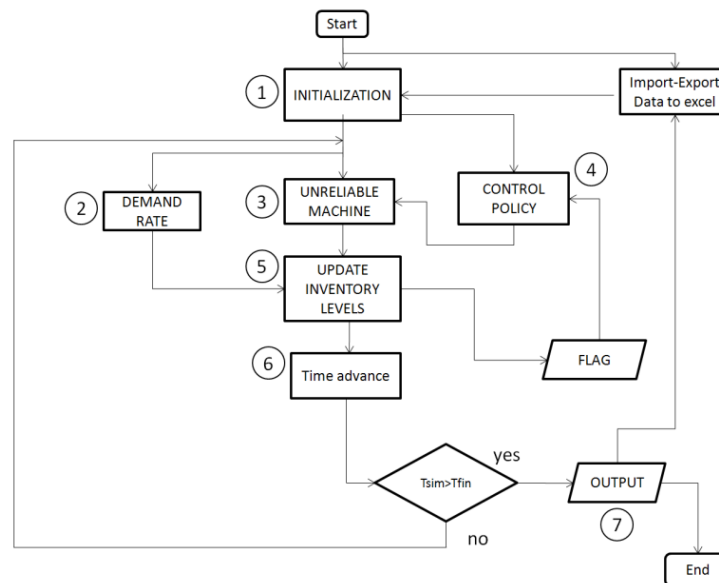 Start
1
INITIALIZATION
Import-Export
Data to excel
2
DEMAND
RATE
3
UNRELIABLE
MACHINE
4
CONTROL
POLICY
5
UPDATE
INVENTORY
LEVELS
FLAG
6
Time advance
Tsim>Tfin
yes
no
OUTPUT
7
End